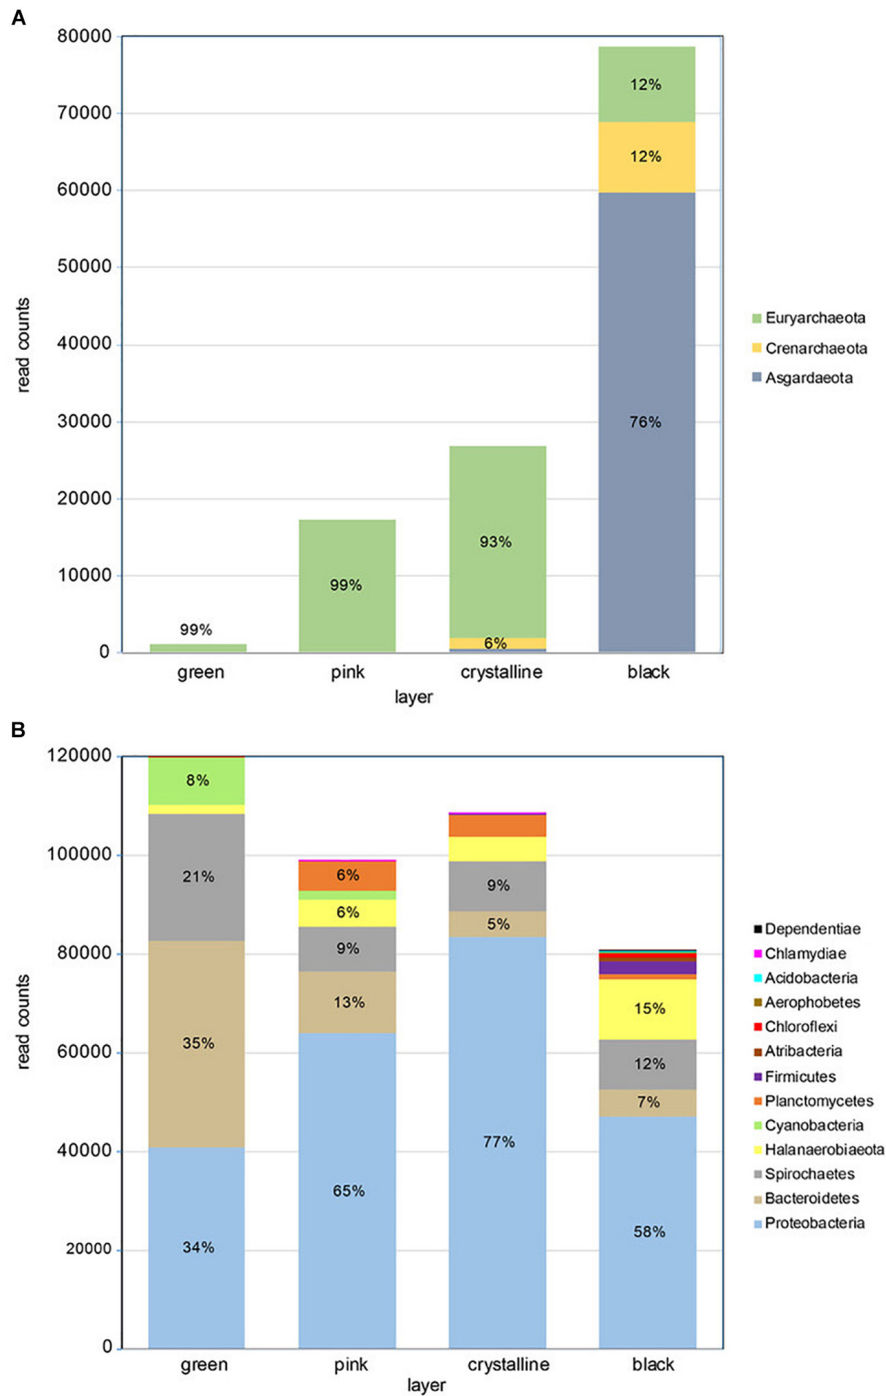 A
80000
70000
60000
50000
40000
30000
20000
10000
0
read counts
12%
12%
76%
93%
6%
99%
99%
green
pink
crystalline
black
layer
Euryarchaeota
Crenarchaeota
Asgardaeota
B
120000
100000
80000
60000
40000
20000
0
read counts
8%
21%
35%
34%
6%
6%
9%
13%
65%
9%
5%
77%
15%
12%
7%
58%
green
pink
crystalline
black
layer
Dependentiae
Chlamydiae
Acidobacteria
Aerophobetes
Chloroflexi
Atribacteria
Firmicutes
Planctomycetes
Cyanobacteria
Halanaerobiaeota
Spirochaetes
Bacteroidetes
Proteobacteria